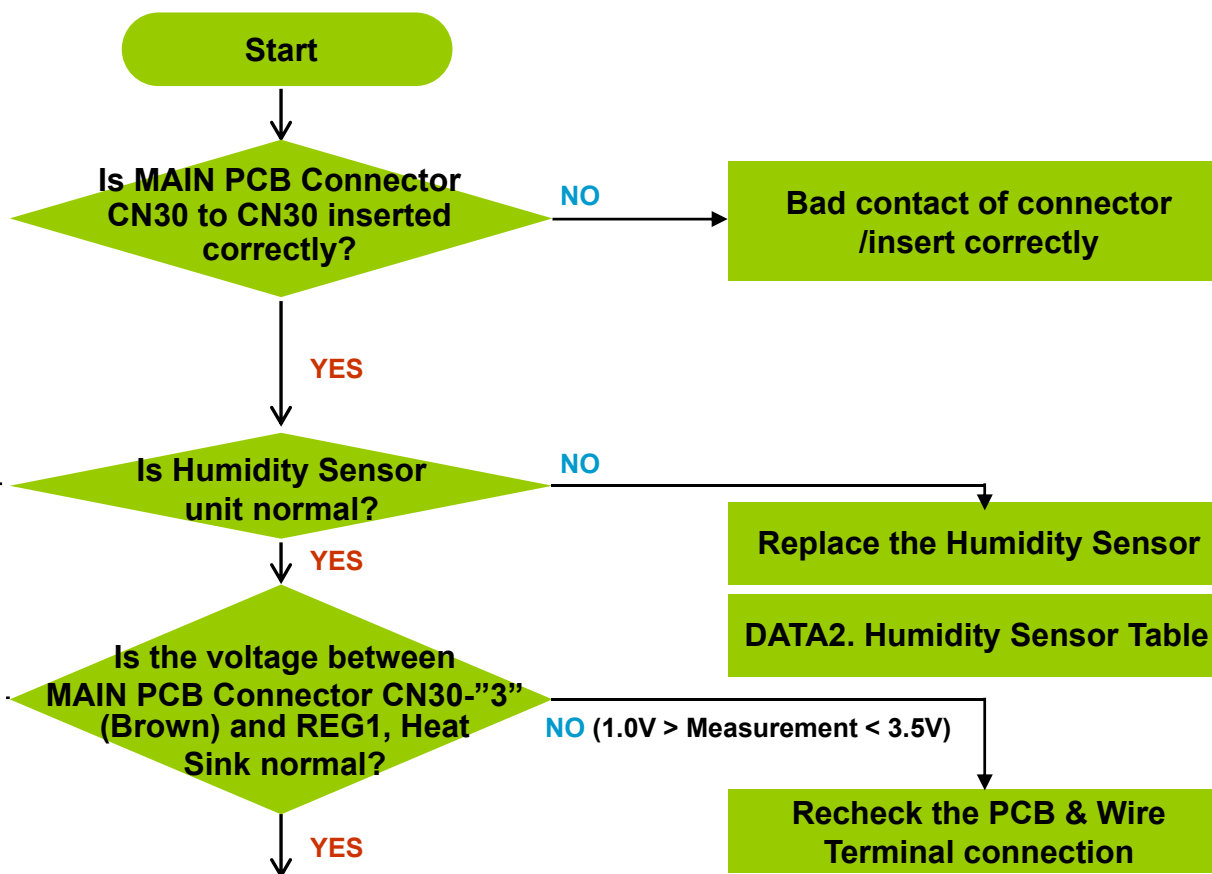 Start
Is MAIN PCB Connector
CN30 to CN30 inserted
correctly?
NO
Bad contact of connector
/insert correctly
YES
Is Humidity Sensor
unit normal?
NO
Replace the Humidity Sensor
YES
DATA2. Humidity Sensor Table
Is the voltage between
MAIN PCB Connector CN30-”3”
(Brown) and REG1, Heat
Sink normal?
NO (1.0V > Measurement < 3.5V)
Recheck the PCB & Wire
Terminal connection
YES